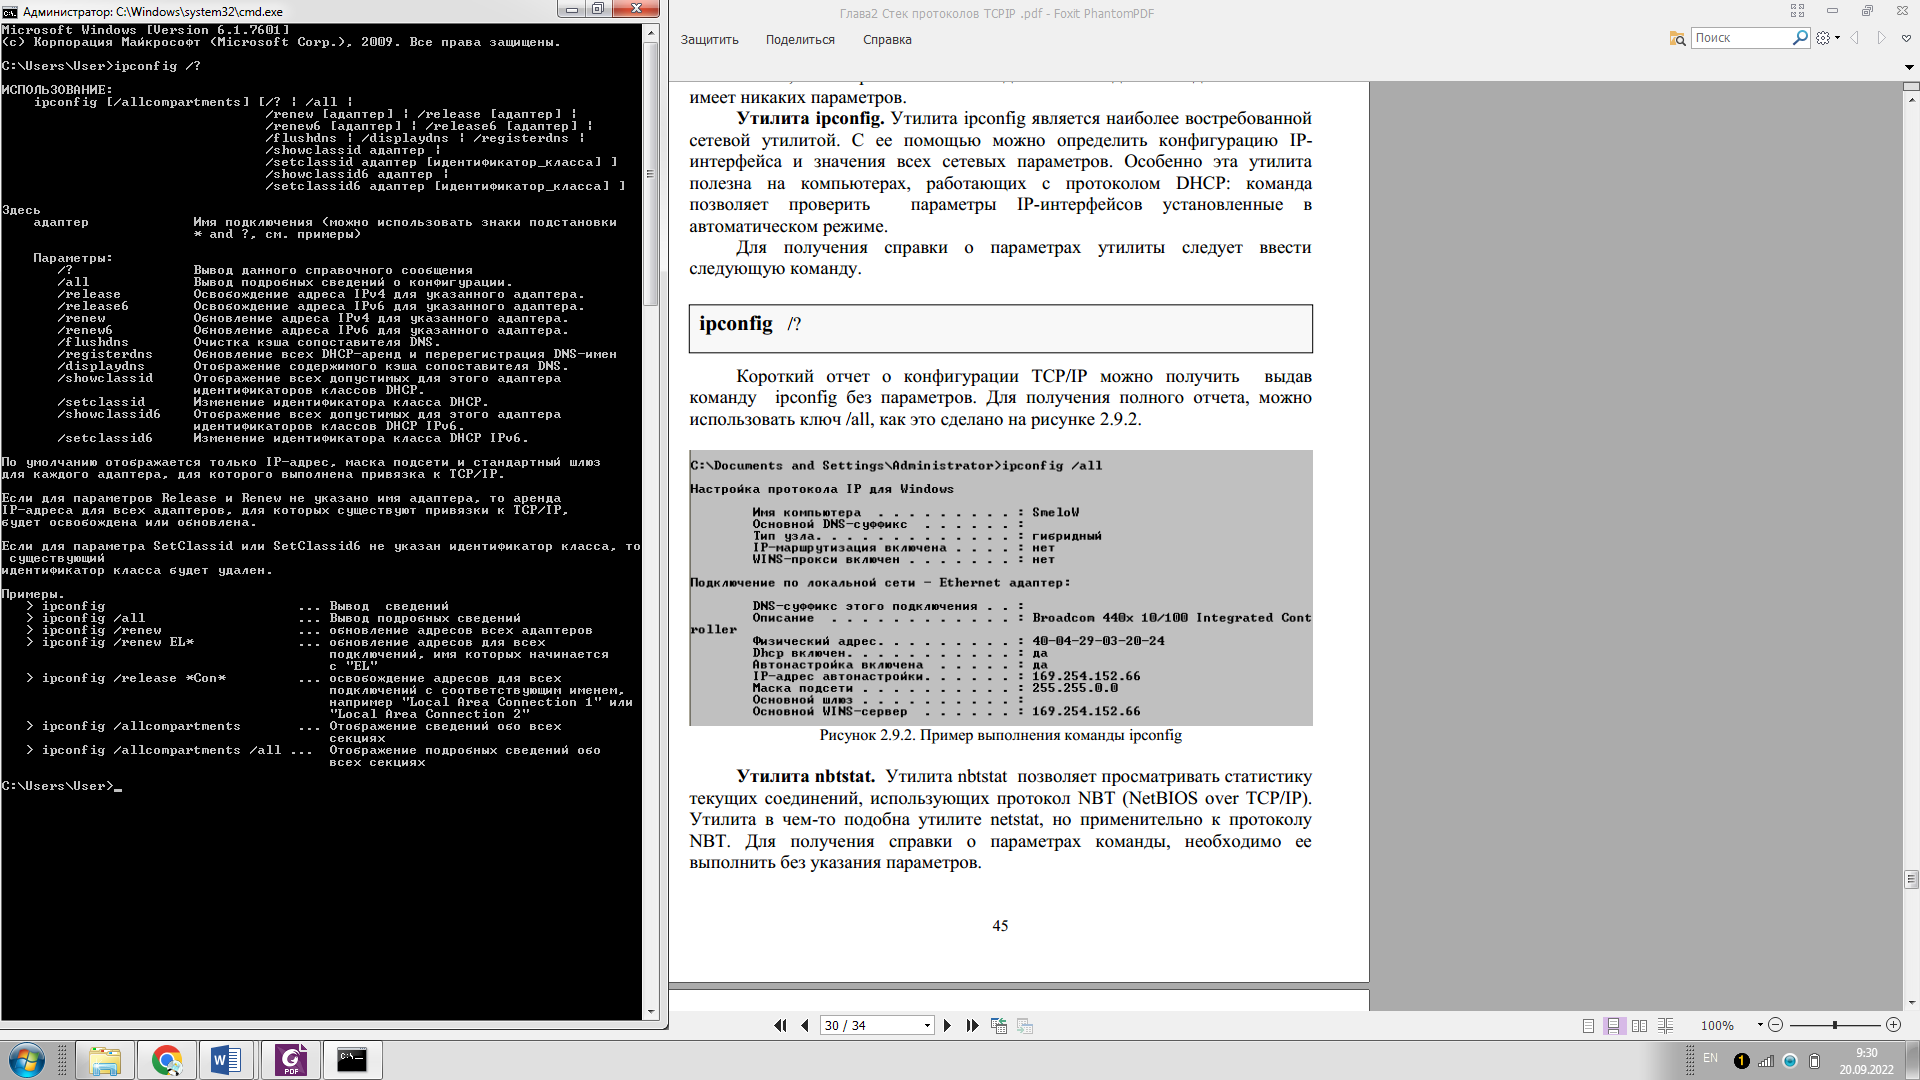 Администратор: C:\Windows\system32\cmd.exe
Microsoft Windows [Version 6.1.7601]
(c) Корпорация Майкрософт (Microsoft Corp.), 2009. Все права защищены.
C:\Users\User>ipconfig /?
ИСПОЛЬЗОВАНИЕ:
ipconfig [/allcompartments] [/? | /all |
/renew [адаптер] | /release [адаптер] |
/renew6 [адаптер] | /release6 [адаптер] |
/flushdns | /displaydns | /registerdns |
/showclassid адаптер |
/setclassid адаптер [идентификатор_класса] ]
/showclassid6 адаптер |
/setclassid6 адаптер [идентификатор_класса] ]
Здесь
адаптер Имя подключения (можно использовать знаки подстановки
* and ?, см. примеры)
Параметры:
/? Вывод данного справочного сообщения
/all Вывод подробных сведений о конфигурации.
/release Освобождение адреса IPv4 для указанного адаптера.
/release6 Освобождение адреса IPv6 для указанного адаптера.
/renew Обновление адреса IPv4 для указанного адаптера.
/renew6 Обновление адреса IPv6 для указанного адаптера.
/flushdns Очистка кэша сопоставителя DNS.
/registerdns Обновление всех DHCP-аренд и перерегистрация DNS-имен
/displaydns Отображение содержимого кэша сопоставителя DNS.
/showclassid Отображение всех допустимых для этого адаптера
идентификаторов классов DHCP.
/setclassid Изменение идентификатора класса DHCP.
/showclassid6 Отображение всех допустимых для этого адаптера
идентификаторов классов DHCP IPv6.
/setclassid6 Изменение идентификатора класса DHCP IPv6.
По умолчанию отображается только IP-адрес, маска подсети и стандартный шлюз
для каждого адаптера, для которого выполнена привязка к TCP/IP.
Если для параметров Release и Renew не указано имя адаптера, то аренда
IP-адреса для всех адаптеров, для которых существуют привязки к TCP/IP,
будет освобождена или обновлена.
Если для параметра SetClassid или SetClassid6 не указан идентификатор класса, то
существующий
идентификатор класса будет удален.
Примеры.
> ipconfig ... Вывод сведений
> ipconfig /all ... Вывод подробных сведений
> ipconfig /renew ... обновление адресов всех адаптеров
> ipconfig /renew EL* ... обновление адресов для всех
подключений, имя которых начинается
с "EL"
> ipconfig /release *Con* ... освобождение адресов для всех
подключений с соответствующим именем,
например "Local Area Connection 1" или
"Local Area Connection 2"
> ipconfig /allcompartments ... Отображение сведений обо всех
секциях
> ipconfig /allcompartments /all ... Отображение подробных сведений обо
всех секциях
C:\Users\User>_
Глава2 Стек протоколов TCPIP .pdf - Foxit PhantomPDF
Защитить Поделиться Справка
Поиск
имеет никаких параметров.
Утилита ipconfig. Утилита ipconfig является наиболее востребованной
сетевой утилитой. С ее помощью можно определить конфигурацию IP-
интерфейса и значения всех сетевых параметров. Особенно эта утилита
полезна на компьютерах, работающих с протоколом DHCP: команда
позволяет проверить параметры IP-интерфейсов установленные в
автоматическом режиме.
Для получения справки о параметрах утилиты следует ввести
следующую команду.
ipconfig /?
Короткий отчет о конфигурации TCP/IP можно получить выдав
команду ipconfig без параметров. Для получения полного отчета, можно
использовать ключ /all, как это сделано на рисунке 2.9.2.
C:\Documents and Settings\Administrator>ipconfig /all
Настройка протокола IP для Windows
Имя компьютера . . . . . . . . . : SmeloW
Основной DNS-суффикс . . . . . . :
Тип узла. . . . . . . . . . . . . : гибридный
IP-маршрутизация включена . . . . : нет
WINS-прокси включен . . . . . . . : нет
Подключение по локальной сети - Ethernet адаптер:
DNS-суффикс этого подключения . . :
Описание . . . . . . . . . . . . : Broadcom 440x 10/100 Integrated Cont
roller
Физический адрес. . . . . . . . . : 40-04-29-03-20-24
Dhcp включен. . . . . . . . . . . : да
Автонастройка включена . . . . . : да
IP-адрес автонастройки. . . . . . : 169.254.152.66
Маска подсети . . . . . . . . . . : 255.255.0.0
Основной шлюз . . . . . . . . . . :
Основной WINS-сервер . . . . . . : 169.254.152.66
Рисунок 2.9.2. Пример выполнения команды ipconfig
Утилита nbtstat. Утилита nbtstat позволяет просматривать статистику
текущих соединений, использующих протокол NBT (NetBIOS over TCP/IP).
Утилита в чем-то подобна утилите netstat, но применительно к протоколу
NBT. Для получения справки о параметрах команды, необходимо ее
выполнить без указания параметров.
45
30 / 34
100%
EN
9:30
20.09.2022